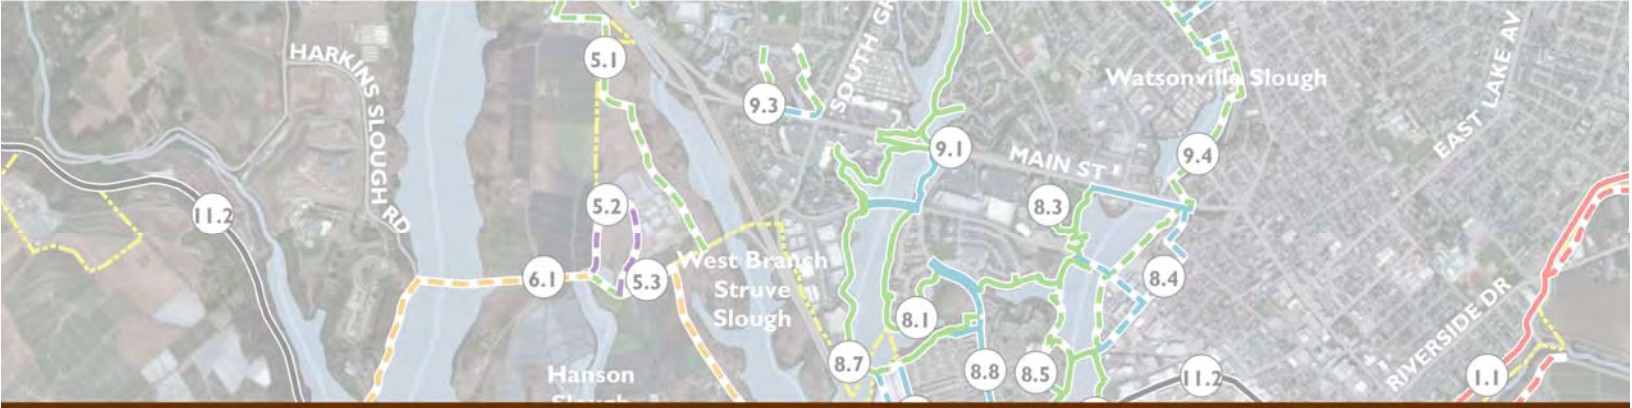 HARKINS SLOUGH RD
5.1
SOUTH GR
9.3
Watsonville Slough
EAST LAKE AV
9.1
MAIN ST
9.4
11.2
5.2
8.3
6.1
5.3
West Branch
Struve
Slough
8.4
8.1
RIVERSIDE DR
Hanson
Slough
8.7
8.8
8.5
11.2
1.1